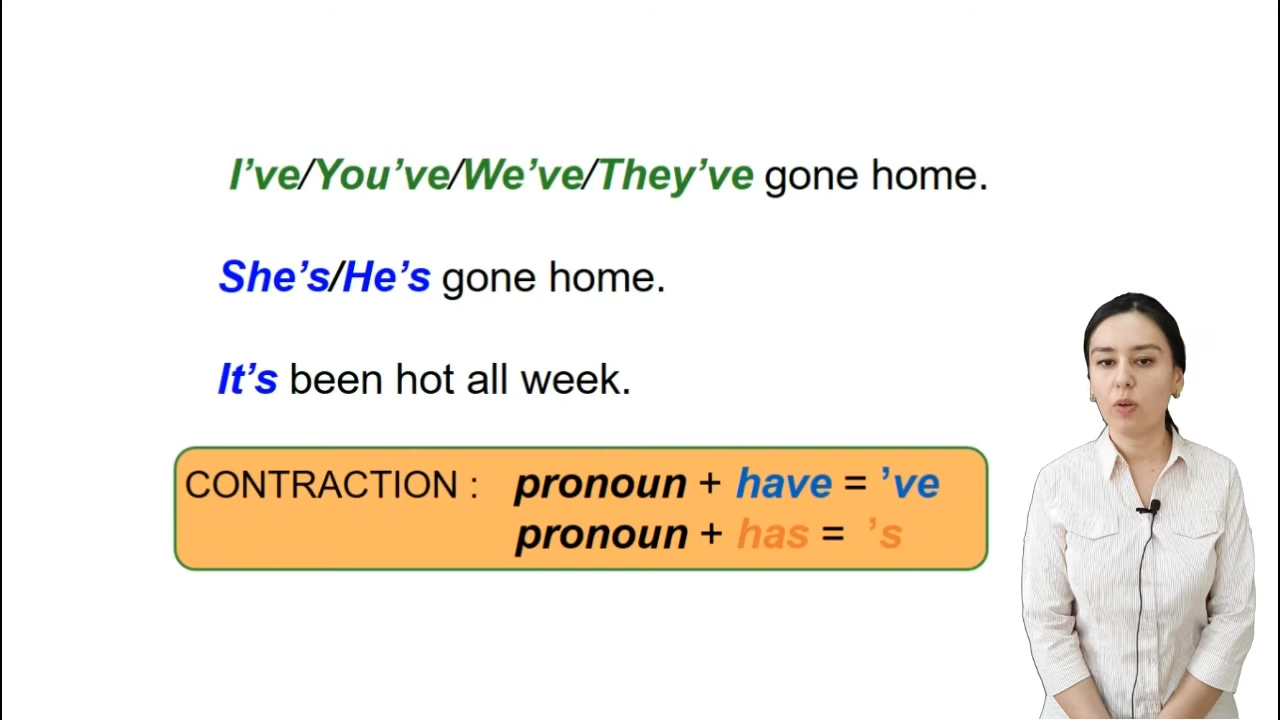 I’ve/You’ve/We’ve/They’ve gone home.
She’s/He’s gone home.
It’s been hot all week.
CONTRACTION : pronoun + have = ’ve
pronoun + has = ’s